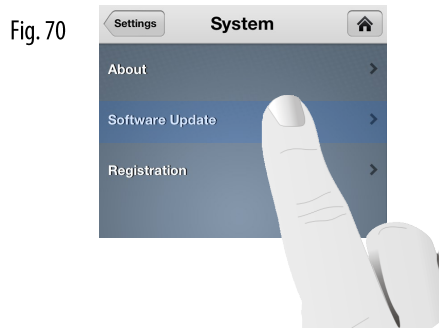 Fig. 70
Settings System
About
Software Update
Registration